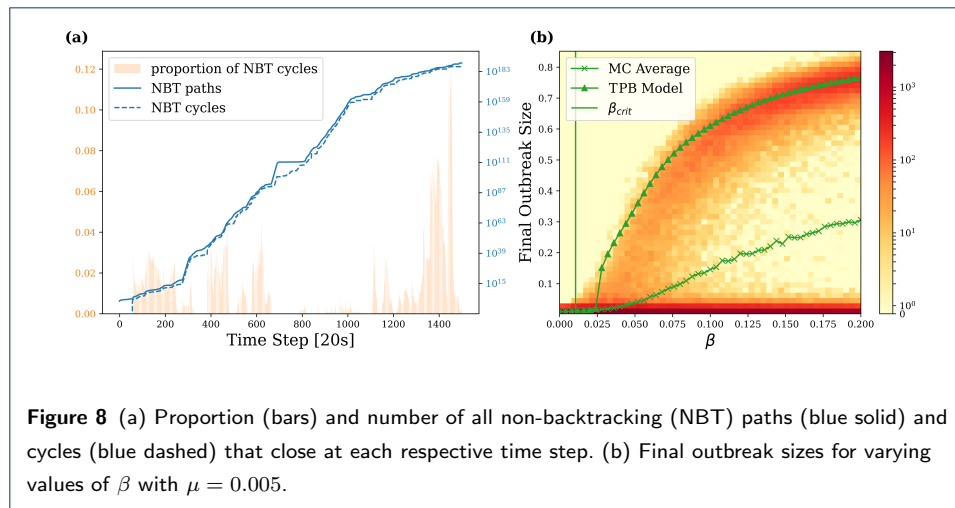 (a)
(b)
proportion of NBT cycles
NBT paths
NBT cycles
0.12
0.10
0.08
0.06
0.04
0.02
0.00
10^183
10^159
10^135
10^111
10^87
10^63
10^39
10^15
0 200 400 600 800 1000 1200 1400
Time Step [20s]
MC Average
TPB Model
β_crit
Final Outbreak Size
0.8
0.7
0.6
0.5
0.4
0.3
0.2
0.1
0.000 0.025 0.050 0.075 0.100 0.125 0.150 0.175 0.200
β
10^3
10^2
10^1
10^0
0
Figure 8 (a) Proportion (bars) and number of all non-backtracking (NBT) paths (blue solid) and
cycles (blue dashed) that close at each respective time step. (b) Final outbreak sizes for varying
values of β with μ = 0.005.